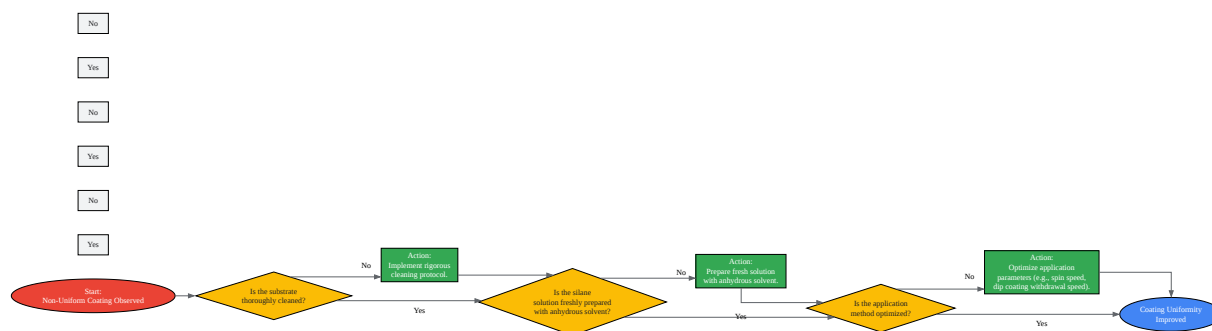 No
Yes
No
Yes
No
Yes
Start:
Non-Uniform Coating Observed
Is the substrate
thoroughly cleaned?
No
Action:
Implement rigorous
cleaning protocol.
Yes
Is the silane
solution freshly prepared
with anhydrous solvent?
No
Action:
Prepare fresh solution
with anhydrous solvent.
Yes
Is the application
method optimized?
No
Action:
Optimize application
parameters (e.g., spin speed,
dip coating withdrawal speed).
Yes
Coating Uniformity
Improved